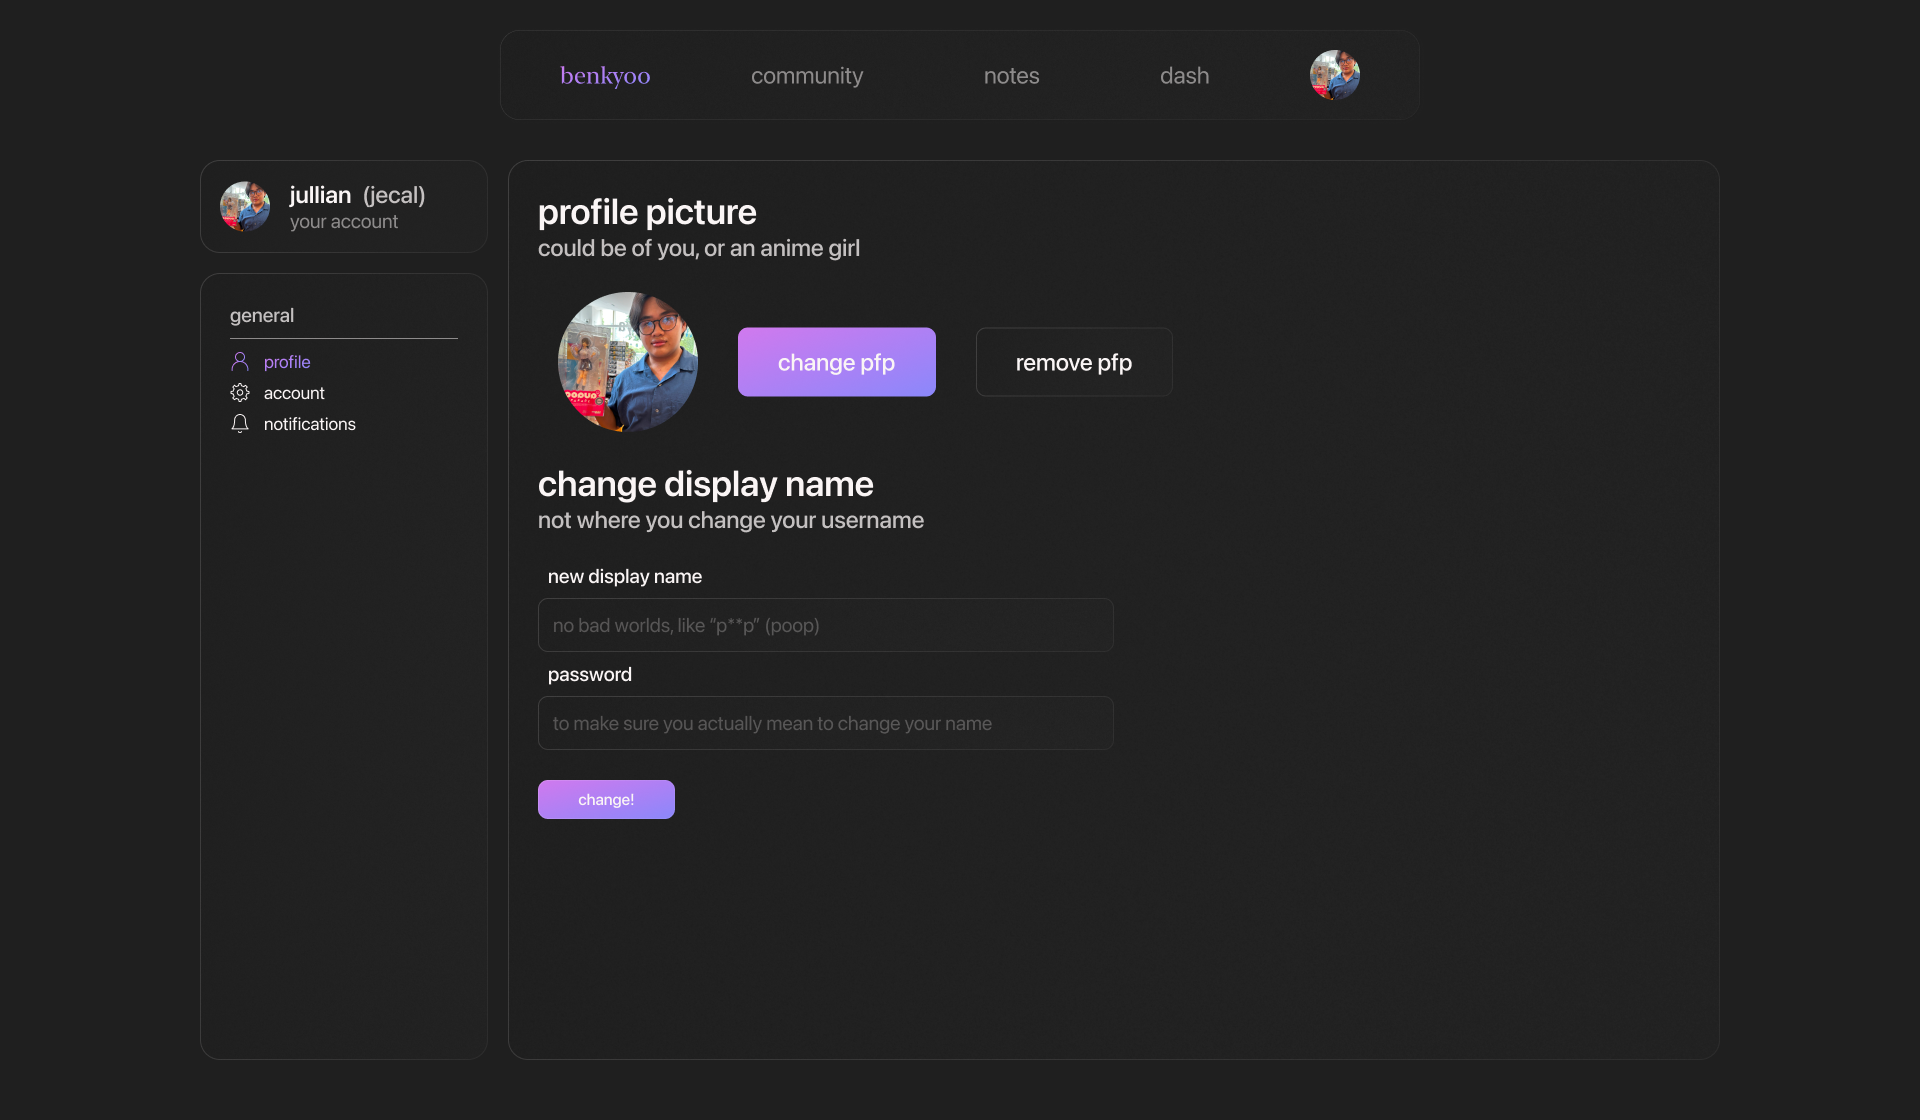 benkyoo
community
notes
dash
jullian (jecal)
your account
general
profile
account
notifications
profile picture
could be of you, or an anime girl
change pfp
remove pfp
change display name
not where you change your username
new display name
no bad worlds, like “p**p” (poop)
password
to make sure you actually mean to change your name
change!